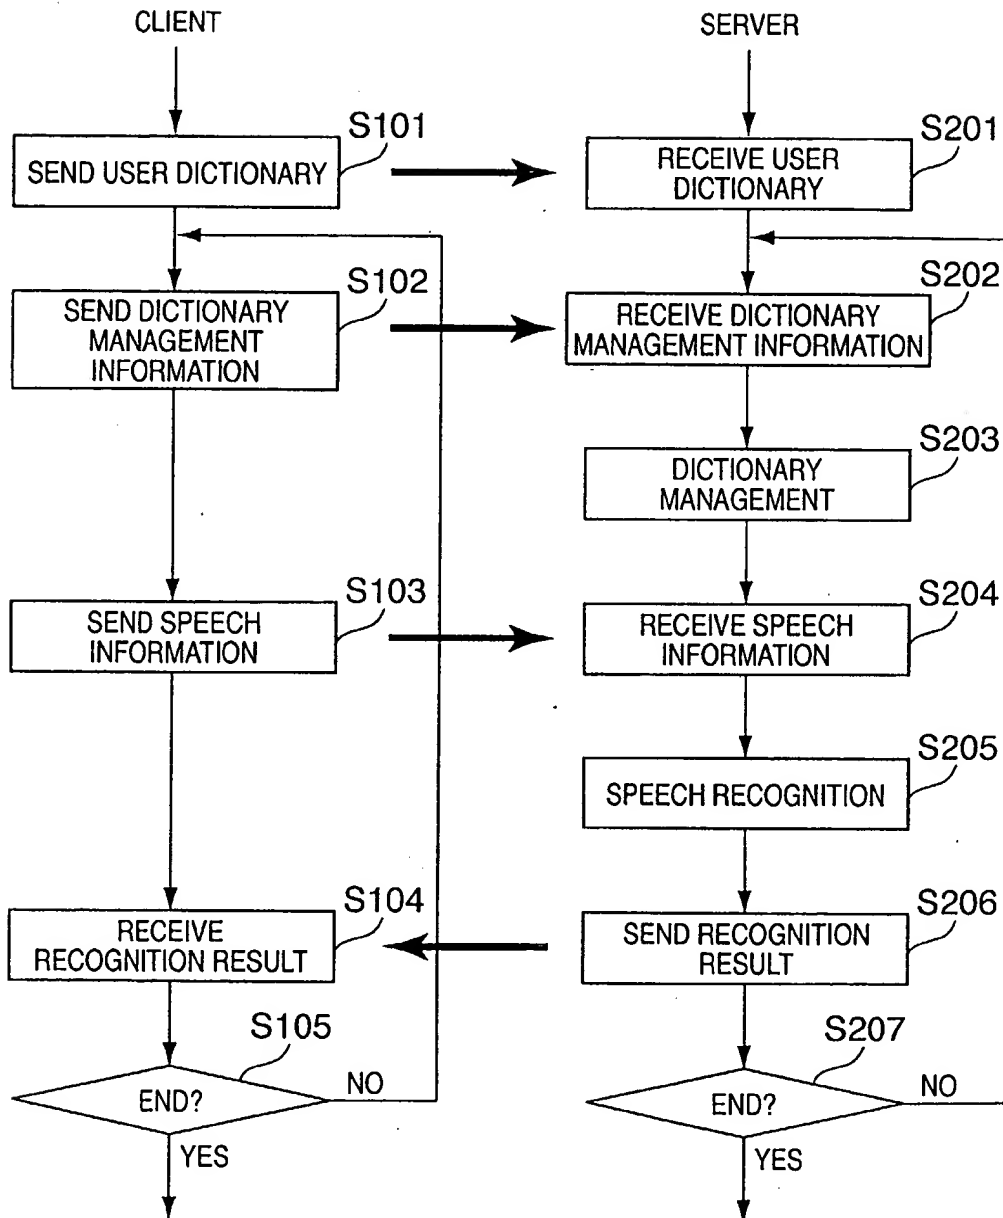 CLIENT
SERVER
S101
SEND USER DICTIONARY
S201
RECEIVE USER
DICTIONARY
S102
SEND DICTIONARY
MANAGEMENT
INFORMATION
S202
RECEIVE DICTIONARY
MANAGEMENT INFORMATION
S203
DICTIONARY
MANAGEMENT
S103
SEND SPEECH
INFORMATION
S204
RECEIVE SPEECH
INFORMATION
S205
SPEECH RECOGNITION
S104
RECEIVE
RECOGNITION RESULT
S206
SEND RECOGNITION
RESULT
S105
END?
NO
YES
S207
END?
NO
YES